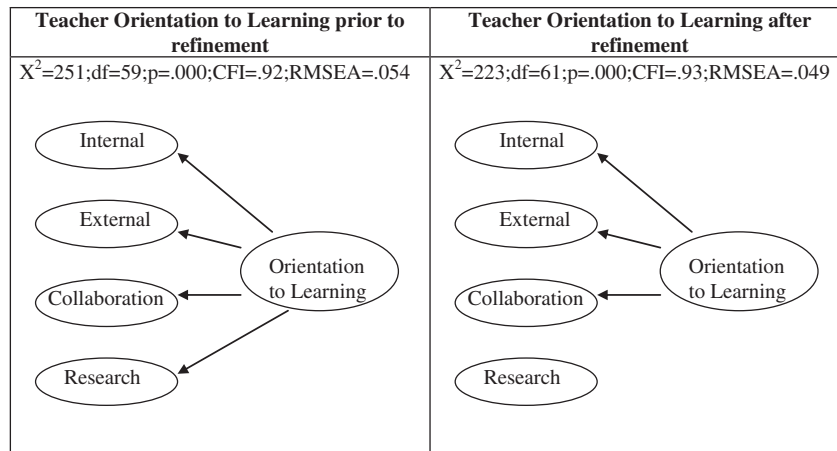 Teacher Orientation to Learning prior to
refinement
X²=251;df=59;p=.000;CFI=.92;RMSEA=.054
Internal
External
Orientation
to Learning
Collaboration
Research
Teacher Orientation to Learning after
refinement
X²=223;df=61;p=.000;CFI=.93;RMSEA=.049
Internal
External
Orientation
to Learning
Collaboration
Research